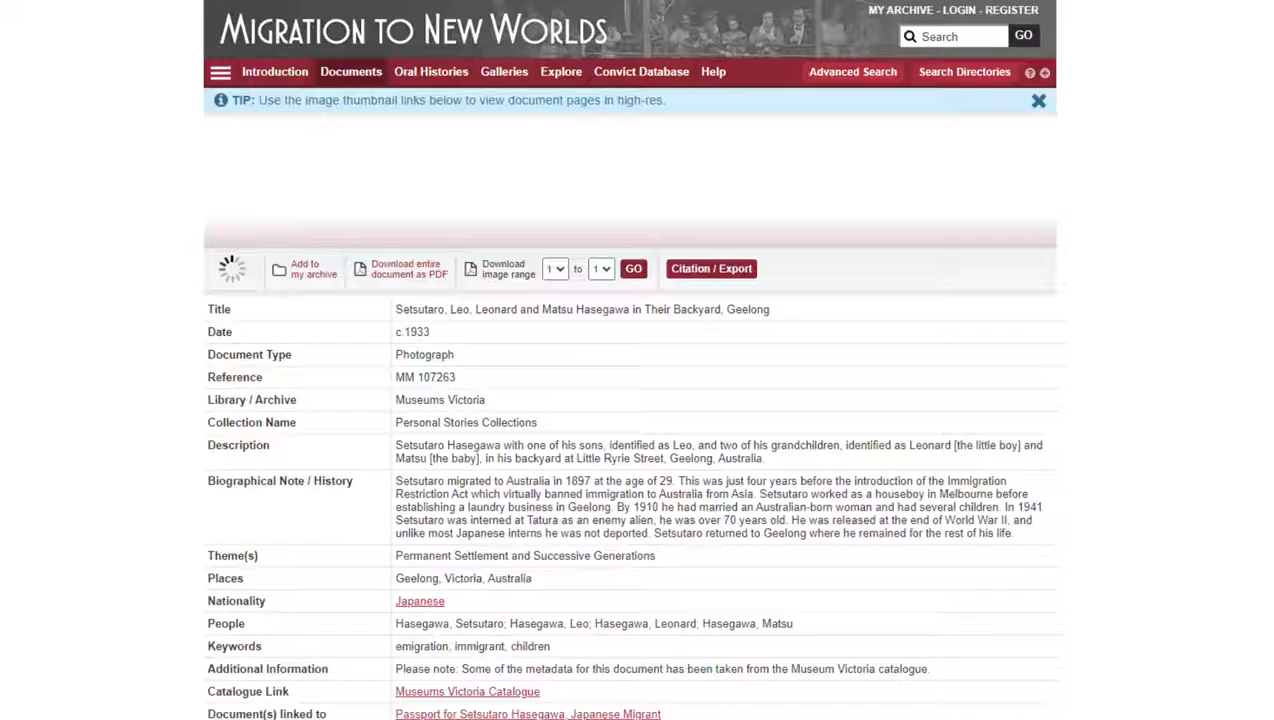 MIGRATION TO NEW WORLDS
MY ARCHIVE - LOGIN - REGISTER
Search GO
Introduction Documents Oral Histories Galleries Explore Convict Database Help Advanced Search Search Directories
TIP: Use the image thumbnail links below to view document pages in high-res.
Add to
my archive
Download entire
document as PDF
Download
image range
1 to 1 GO Citation / Export
Title Setsutaro, Leo, Leonard and Matsu Hasegawa in Their Backyard, Geelong
Date c.1933
Document Type Photograph
Reference MM 107263
Library / Archive Museums Victoria
Collection Name Personal Stories Collections
Description Setsutaro Hasegawa with one of his sons, identified as Leo, and two of his grandchildren, identified as Leonard [the little boy] and
Matsu [the baby], in his backyard at Little Ryrie Street, Geelong, Australia.
Biographical Note / History Setsutaro migrated to Australia in 1897 at the age of 29. This was just four years before the introduction of the Immigration
Restriction Act which virtually banned immigration to Australia from Asia. Setsutaro worked as a houseboy in Melbourne before
establishing a laundry business in Geelong. By 1910 he had married an Australian-born woman and had several children. In 1941
Setsutaro was interned at Tatura as an enemy alien, he was over 70 years old. He was released at the end of World War II, and
unlike most Japanese interns he was not deported. Setsutaro returned to Geelong where he remained for the rest of his life.
Theme(s) Permanent Settlement and Successive Generations
Places Geelong, Victoria, Australia
Nationality Japanese
People Hasegawa, Setsutaro; Hasegawa, Leo; Hasegawa, Leonard; Hasegawa, Matsu
Keywords emigration, immigrant, children
Additional Information Please note: Some of the metadata for this document has been taken from the Museum Victoria catalogue.
Catalogue Link Museums Victoria Catalogue
Document(s) linked to Passport for Setsutaro Hasegawa, Japanese Migrant